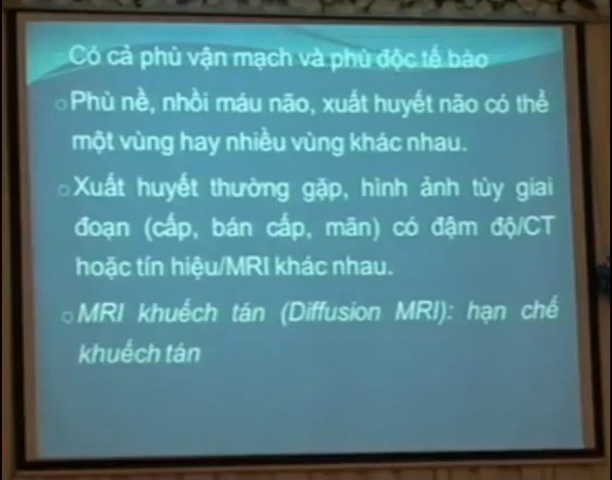 Có cả phù vận mạch và phù độc tế bào
Phù nề, nhồi máu não, xuất huyết não có thể
một vùng hay nhiều vùng khác nhau.
Xuất huyết thường gặp, hình ảnh tùy giai
đoạn (cấp, bán cấp, mãn) có đậm độ/CT
hoặc tín hiệu/MRI khác nhau.
MRI khuếch tán (Diffusion MRI): hạn chế
khuếch tán